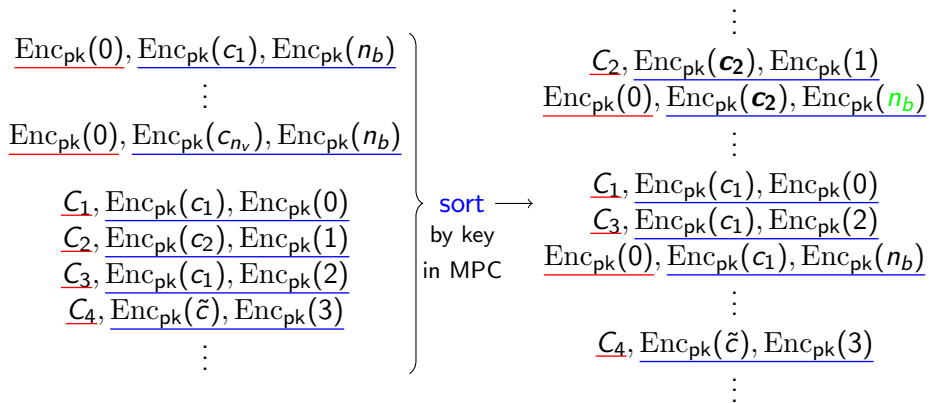 Enc_pk(0), Enc_pk(c_1), Enc_pk(n_b)
⋮
Enc_pk(0), Enc_pk(c_{n_v}), Enc_pk(n_b)
C_1, Enc_pk(c_1), Enc_pk(0)
C_2, Enc_pk(c_2), Enc_pk(1)
C_3, Enc_pk(c_1), Enc_pk(2)
C_4, Enc_pk(c̃), Enc_pk(3)
⋮
sort
by key
in MPC
⋮
C_2, Enc_pk(c_2), Enc_pk(1)
Enc_pk(0), Enc_pk(c_2), Enc_pk(n_b)
⋮
C_1, Enc_pk(c_1), Enc_pk(0)
C_3, Enc_pk(c_1), Enc_pk(2)
Enc_pk(0), Enc_pk(c_1), Enc_pk(n_b)
⋮
C_4, Enc_pk(c̃), Enc_pk(3)
⋮